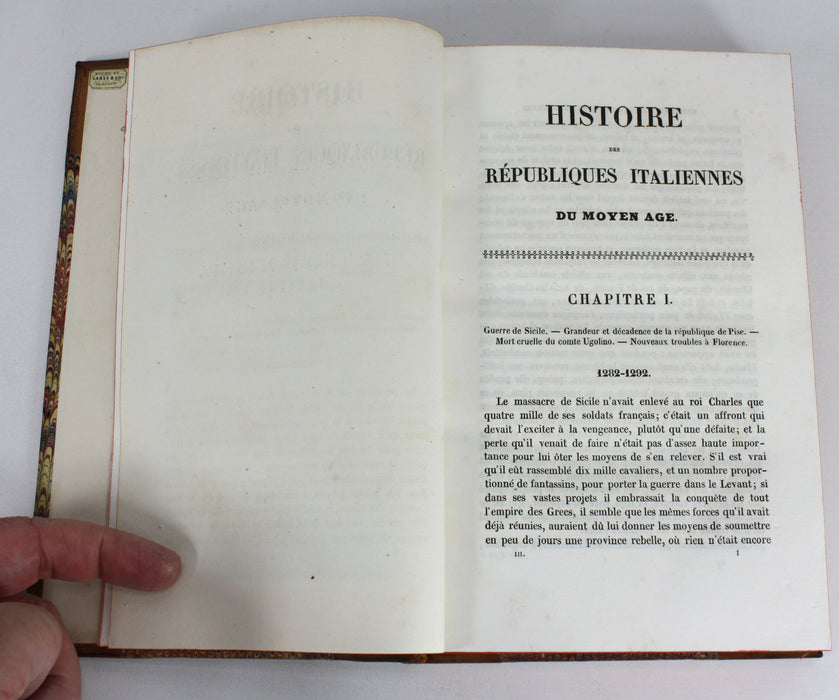 BOUND BY
CARSS & CO.
GLASGOW
HISTOIRE
DES
RÉPUBLIQUES ITALIENNES
DU MOYEN AGE.
CHAPITRE I.
Guerre de Sicile. — Grandeur et décadence de la république de Pise. —
Mort cruelle du comte Ugolino. — Nouveaux troubles à Florence.
1282-1292.
Le massacre de Sicile n'avait enlevé au roi Charles que
quatre mille de ses soldats français; c'était un affront qui
devait l'exciter à la vengeance, plutôt qu'une défaite; et la
perte qu'il venait de faire n'était pas d'assez haute impor-
tance pour lui ôter les moyens de s'en relever. S'il est vrai
qu'il eût rassemblé dix mille cavaliers, et un nombre propor-
tionné de fantassins, pour porter la guerre dans le Levant; si
dans ses vastes projets il embrassait la conquête de tout
l'empire des Grecs, il semble que les mêmes forces qu'il avait
déjà réunies, auraient dû lui donner les moyens de soumettre
en peu de jours une province rebelle, où rien n'était encore
III. 1